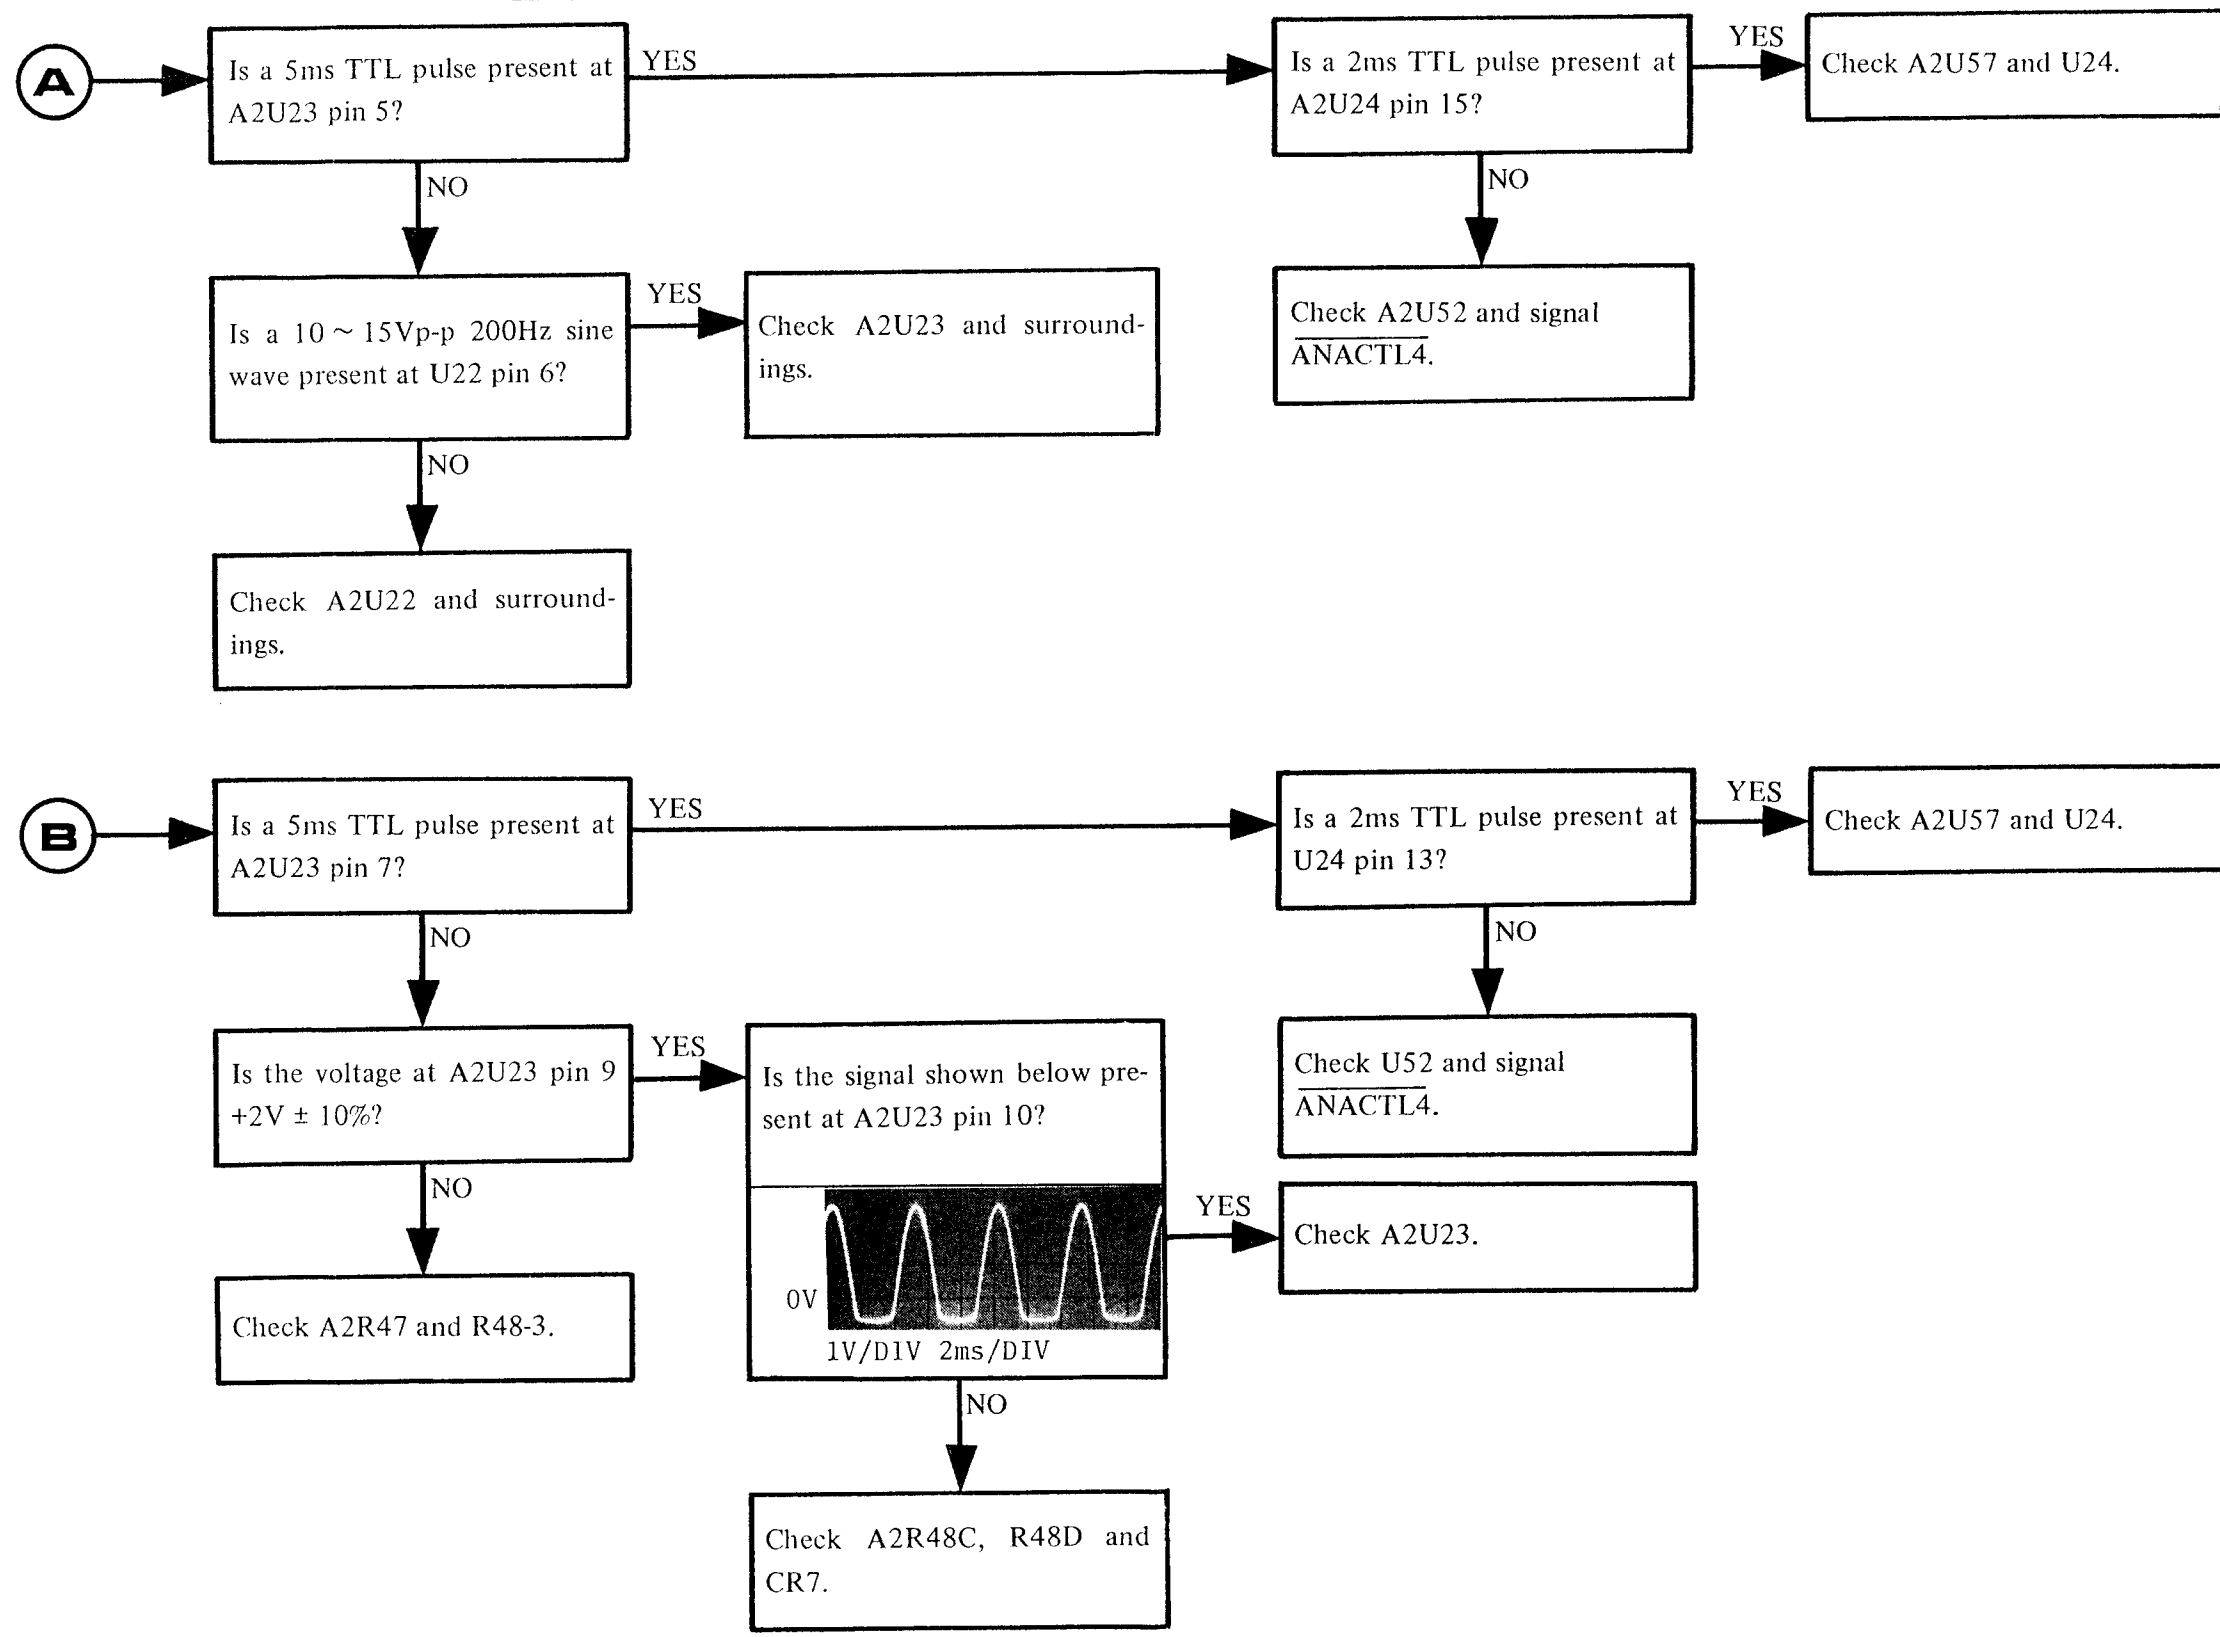 A
Is a 5ms TTL pulse present at
A2U23 pin 5?
YES
Is a 2ms TTL pulse present at
A2U24 pin 15?
YES
Check A2U57 and U24.
NO
NO
Is a 10 ~ 15Vp-p 200Hz sine
wave present at U22 pin 6?
YES
Check A2U23 and surround-
ings.
Check A2U52 and signal
ANACTL4.
NO
Check A2U22 and surround-
ings.
B
Is a 5ms TTL pulse present at
A2U23 pin 7?
YES
Is a 2ms TTL pulse present at
U24 pin 13?
YES
Check A2U57 and U24.
NO
NO
Is the voltage at A2U23 pin 9
+2V ± 10%?
YES
Is the signal shown below pre-
sent at A2U23 pin 10?
Check U52 and signal
ANACTL4.
NO
Check A2R47 and R48-3.
0V
1V/DIV 2ms/DIV
YES
Check A2U23.
NO
Check A2R48C, R48D and
CR7.